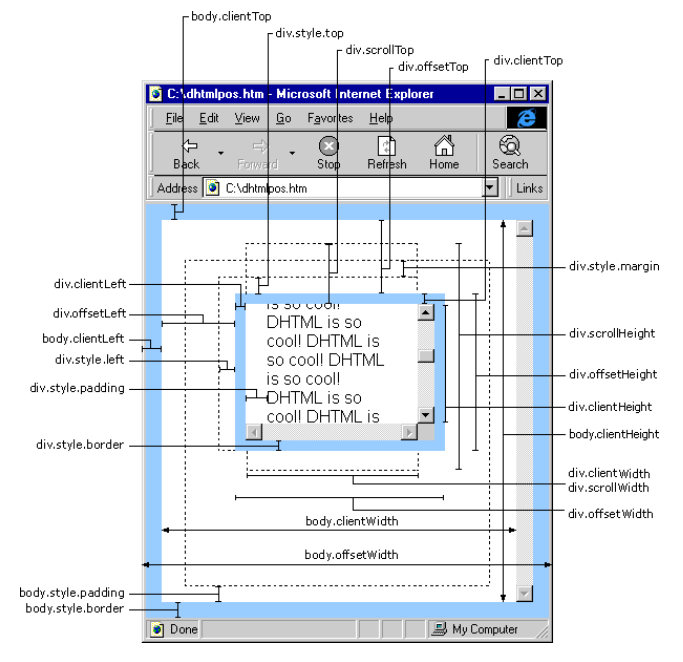 body.clientTop
div.style.top
div.scrollTop
div.clientTop
div.offsetTop
C:\dhtmlpos.htm - Microsoft Internet Explorer
File Edit View Go Favorites Help
Back Forward Stop Refresh Home Search
Address C:\dhtmlpos.htm Links
div.style.margin
div.clientLeft
div.offsetLeft
body.clientLeft
div.style.left
div.style.padding
div.style.border
is so cool!
DHTML is so
cool! DHTML is
so cool! DHTML
is so cool!
DHTML is so
cool! DHTML is
div.scrollHeight
div.offsetHeight
div.clientHeight
body.clientHeight
div.clientWidth
div.scrollWidth
div.offsetWidth
body.clientWidth
body.offsetWidth
body.style.padding
body.style.border
Done My Computer